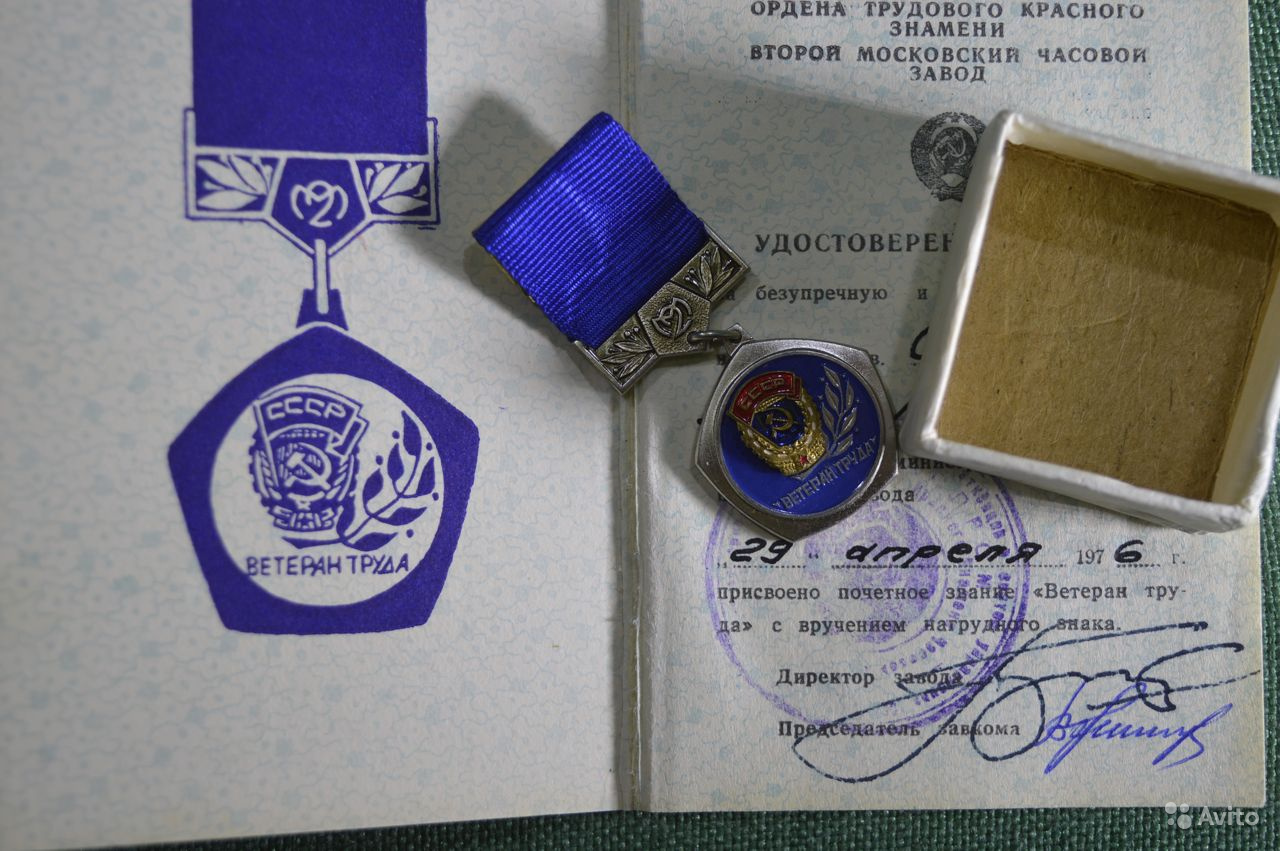 СССР
ВЕТЕРАН ТРУДА
СССР
ВЕТЕРАН ТРУДА
ОРДЕНА ТРУДОВОГО КРАСНОГО
ЗНАМЕНИ
ВТОРОЙ МОСКОВСКИЙ ЧАСОВОЙ
ЗАВОД
УДОСТОВЕРЕН
безупречную и
в.
„29" апреля 1976 г.
присвоено почетное звание «Ветеран тру-
да» с вручением нагрудного знака.
Директор завода
Председатель завкома
Avito